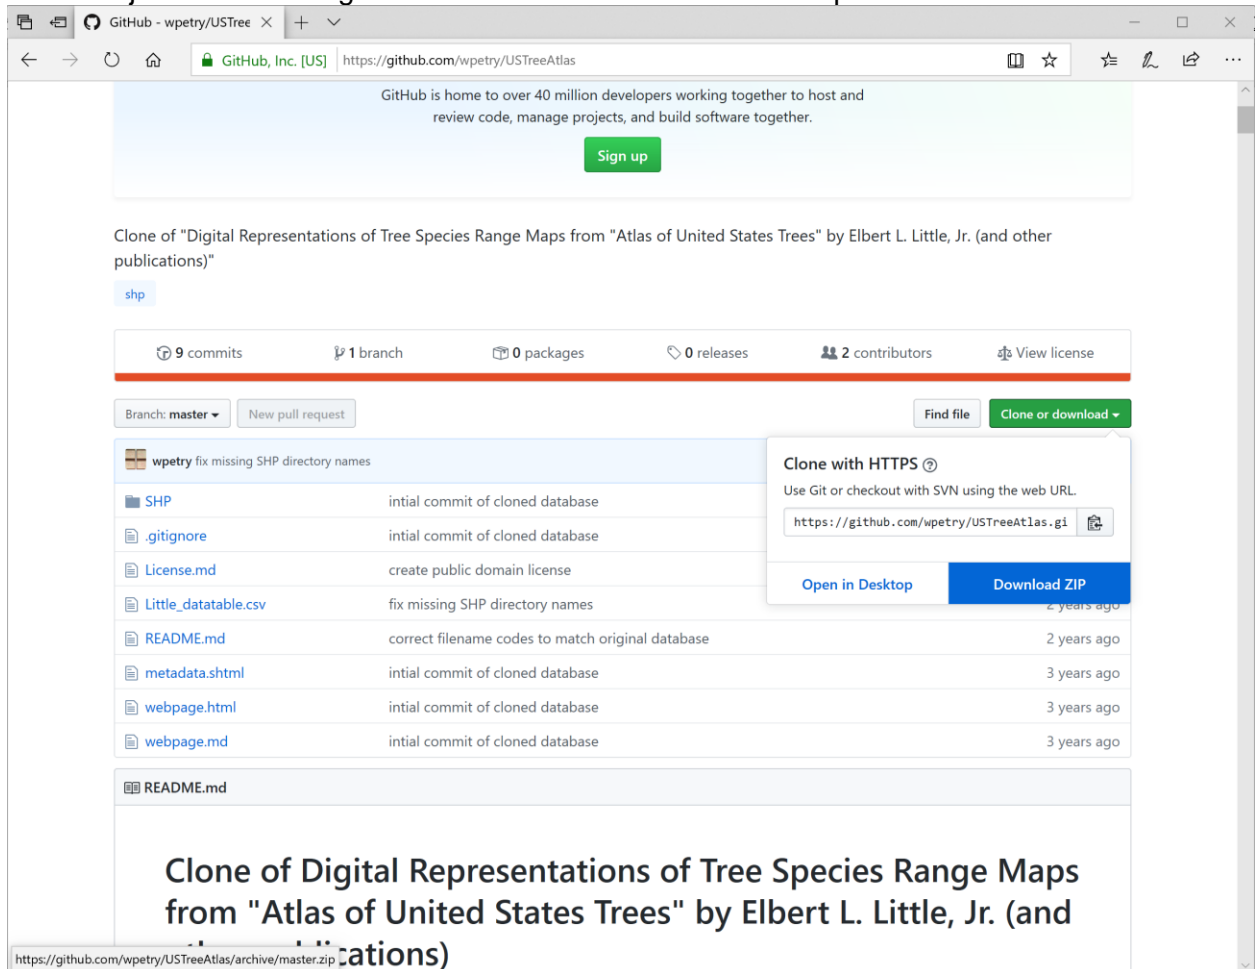 GitHub - wpetry/USTree
GitHub, Inc. [US] https://github.com/wpetry/USTreeAtlas
GitHub is home to over 40 million developers working together to host and
review code, manage projects, and build software together.
Sign up
Clone of "Digital Representations of Tree Species Range Maps from "Atlas of United States Trees" by Elbert L. Little, Jr. (and other
publications)"
shp
9 commits 1 branch 0 packages 0 releases 2 contributors View license
Branch: master New pull request Find file Clone or download
wpetry fix missing SHP directory names
Clone with HTTPS
Use Git or checkout with SVN using the web URL.
https://github.com/wpetry/USTreeAtlas.gi
Open in Desktop Download ZIP
SHP intial commit of cloned database
.gitignore intial commit of cloned database
License.md create public domain license
Little_datatable.csv fix missing SHP directory names 2 years ago
README.md correct filename codes to match original database 2 years ago
metadata.shtml intial commit of cloned database 3 years ago
webpage.html intial commit of cloned database 3 years ago
webpage.md intial commit of cloned database 3 years ago
README.md
Clone of Digital Representations of Tree Species Range Maps
from "Atlas of United States Trees" by Elbert L. Little, Jr. (and
https://github.com/wpetry/USTreeAtlas/archive/master.zip